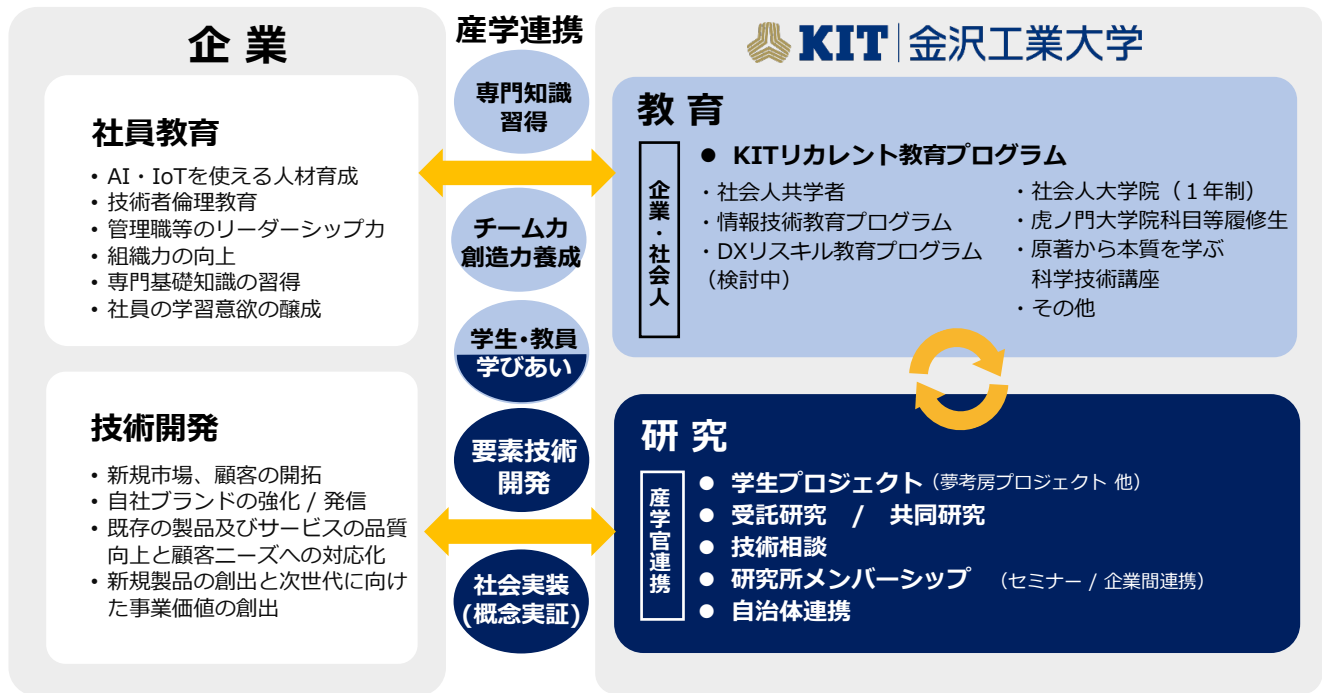 企業
社員教育
• AI・IoTを使える人材育成
• 技術者倫理教育
• 管理職等のリーダーシップ力
• 組織力の向上
• 専門基礎知識の習得
• 社員の学習意欲の醸成
技術開発
• 新規市場、顧客の開拓
• 自社ブランドの強化 / 発信
• 既存の製品及びサービスの品質
向上と顧客ニーズへの対応化
• 新規製品の創出と次世代に向け
た事業価値の創出
産学連携
専門知識
習得
チーム力
創造力養成
学生・教員
学びあい
要素技術
開発
社会実装
(概念実証)
KIT 金沢工業大学
教育
企業・社会人
● KITリカレント教育プログラム
・社会人共学者
・情報技術教育プログラム
・DXリスキル教育プログラム
（検討中）
・社会人大学院（１年制）
・虎ノ門大学院科目等履修生
・原著から本質を学ぶ
科学技術講座
・その他
研究
産学官連携
● 学生プロジェクト（夢考房プロジェクト 他）
● 受託研究 / 共同研究
● 技術相談
● 研究所メンバーシップ （セミナー / 企業間連携）
● 自治体連携